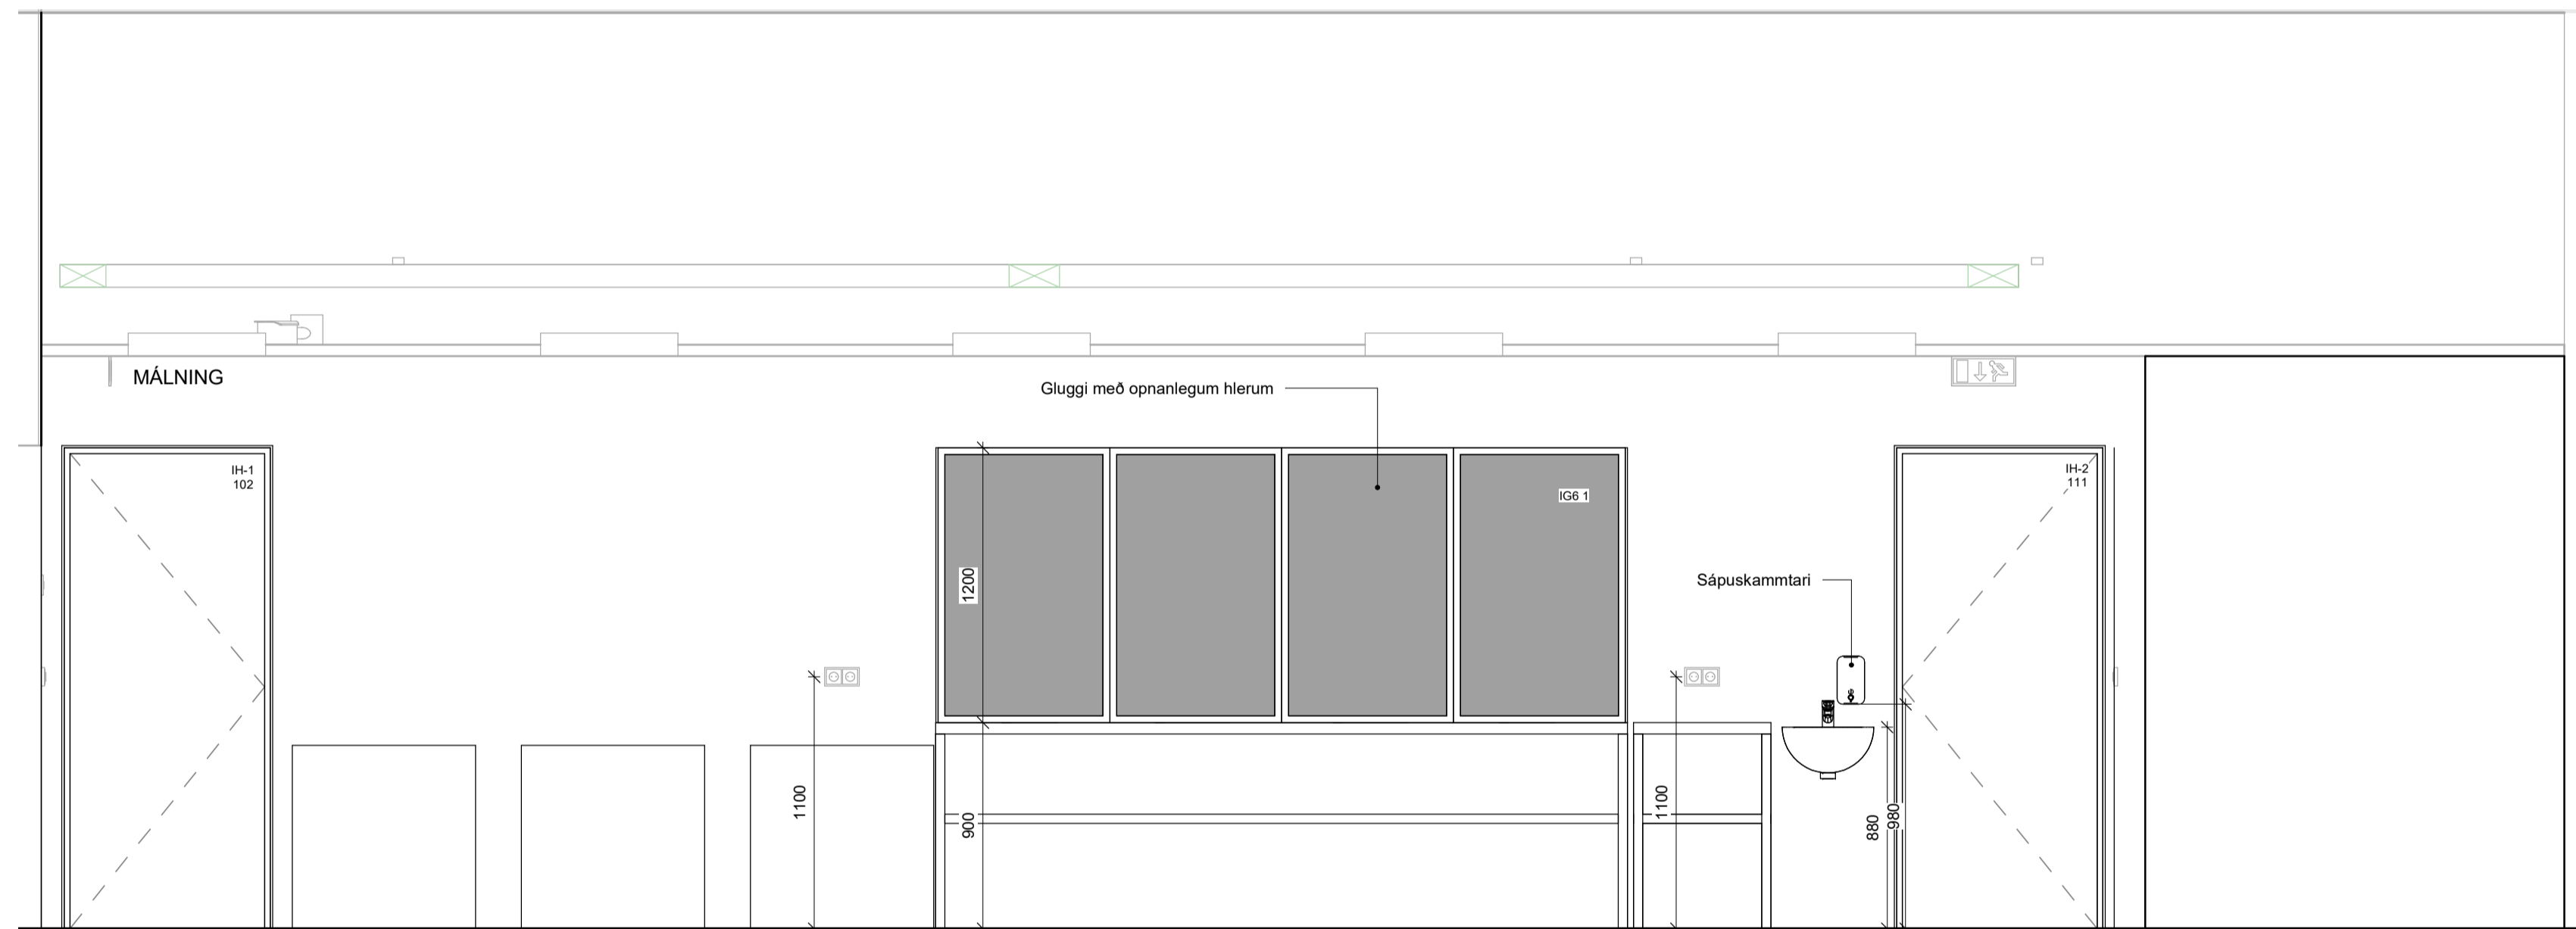 MÁLNING
Gluggi með opnanlegum hlerum
IH-1
102
IH-2
111
IG6 1
1200
Sápuskammtari
1100
900
1100
880
980